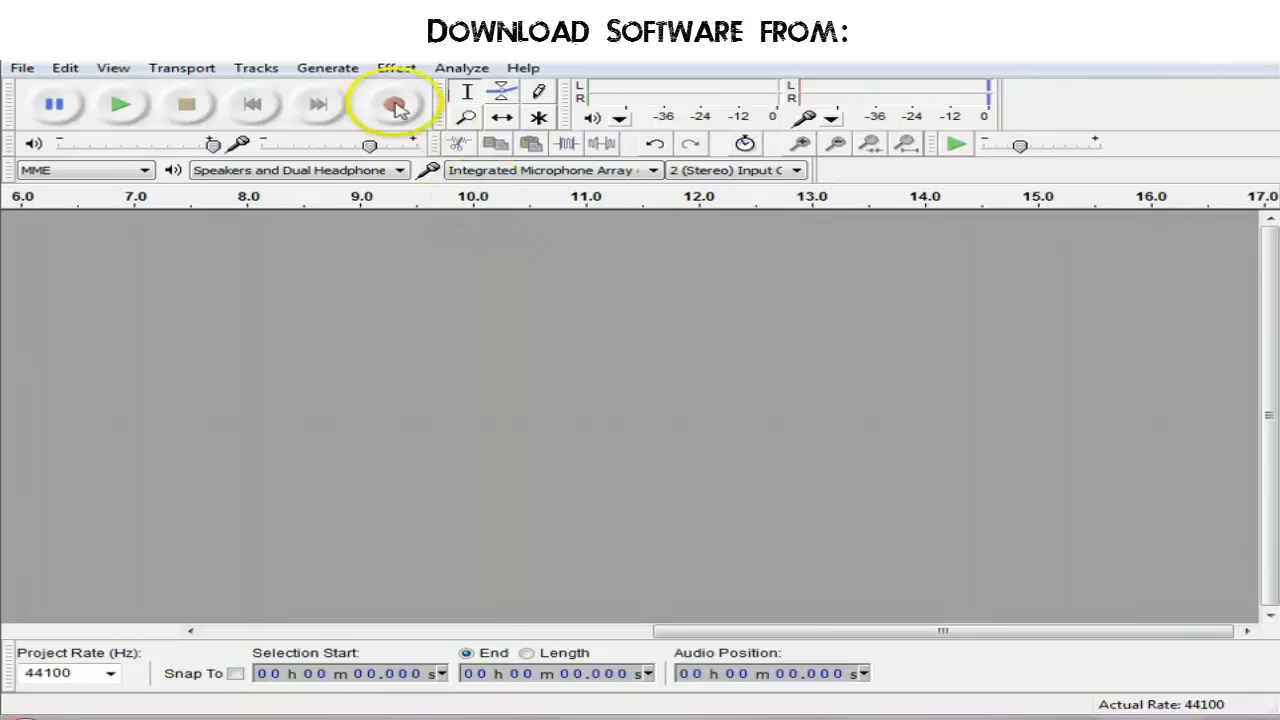 DOWNLOAD SOFTWARE FROM:
File Edit View Transport Tracks Generate Effect Analyze Help
L R -36 -24 -12 0 L R -36 -24 -12 0
- + - + - +
MME Speakers and Dual Headphone Integrated Microphone Array 2 (Stereo) Input C
6.0 7.0 8.0 9.0 10.0 11.0 12.0 13.0 14.0 15.0 16.0 17.0
Project Rate (Hz): Selection Start: End Length Audio Position:
44100 Snap To 00 h 00 m 00.000 s 00 h 00 m 00.000 s 00 h 00 m 00.000 s
Actual Rate: 44100